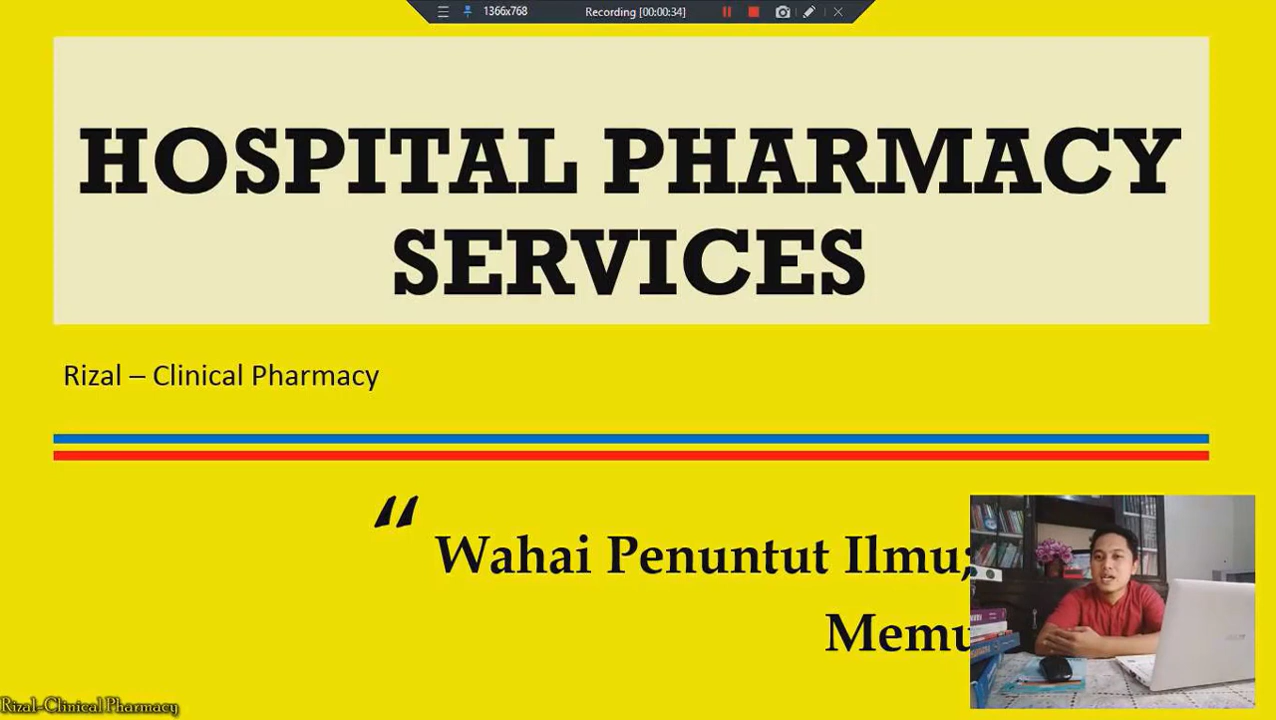 1366x768 Recording [00:00:34]
HOSPITAL PHARMACY
SERVICES
Rizal – Clinical Pharmacy
“ Wahai Penuntut Ilmu;
Memu
Rizal-Clinical Pharmacy